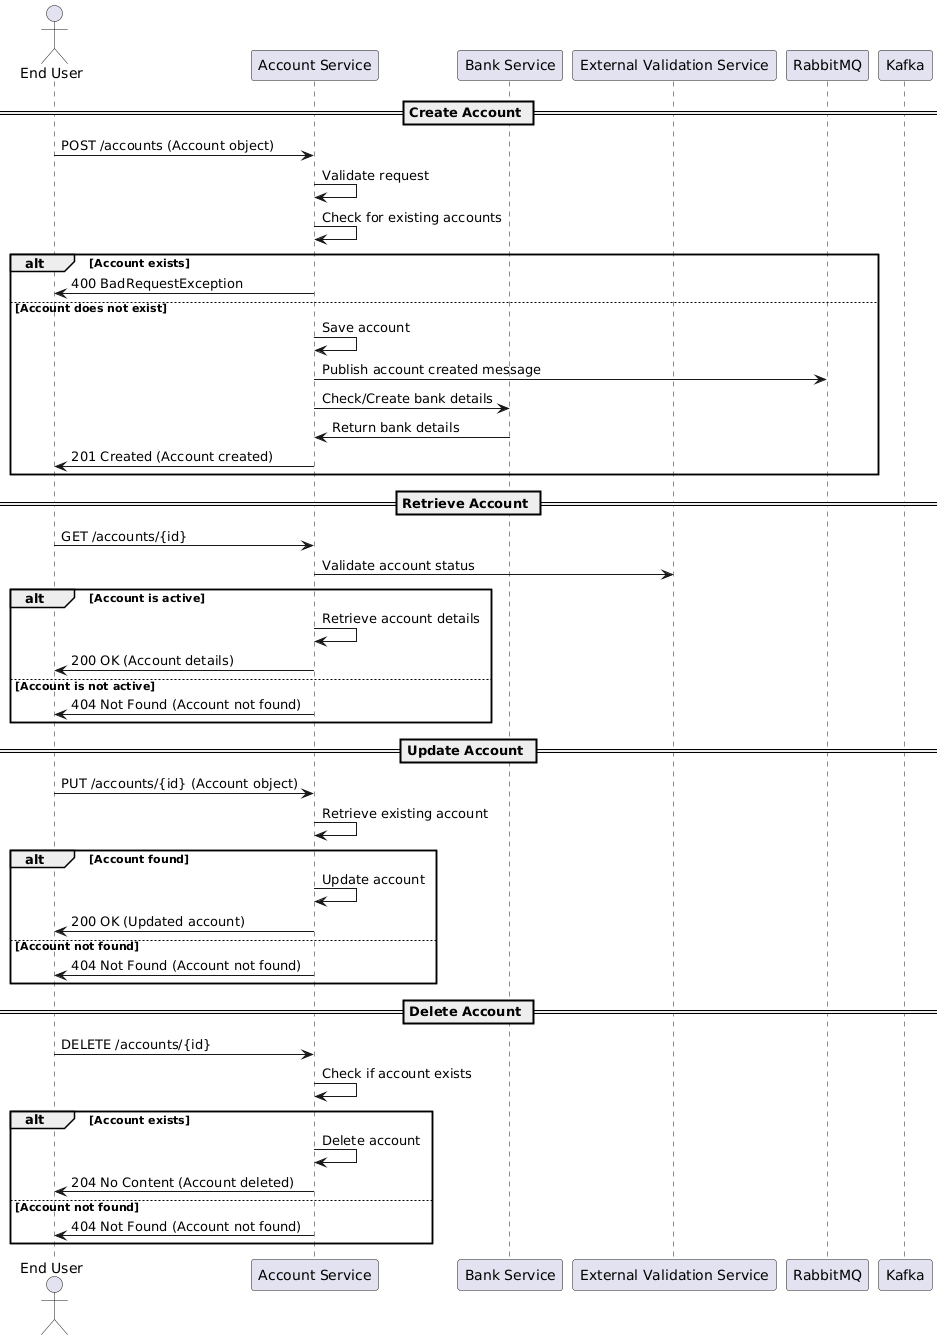 End User
Account Service
Bank Service
External Validation Service
RabbitMQ
Kafka
Create Account
POST /accounts (Account object)
Validate request
Check for existing accounts
alt
[Account exists]
400 BadRequestException
[Account does not exist]
Save account
Publish account created message
Check/Create bank details
Return bank details
201 Created (Account created)
Retrieve Account
GET /accounts/{id}
Validate account status
alt
[Account is active]
Retrieve account details
200 OK (Account details)
[Account is not active]
404 Not Found (Account not found)
Update Account
PUT /accounts/{id} (Account object)
Retrieve existing account
alt
[Account found]
Update account
200 OK (Updated account)
[Account not found]
404 Not Found (Account not found)
Delete Account
DELETE /accounts/{id}
Check if account exists
alt
[Account exists]
Delete account
204 No Content (Account deleted)
[Account not found]
404 Not Found (Account not found)
End User
Account Service
Bank Service
External Validation Service
RabbitMQ
Kafka